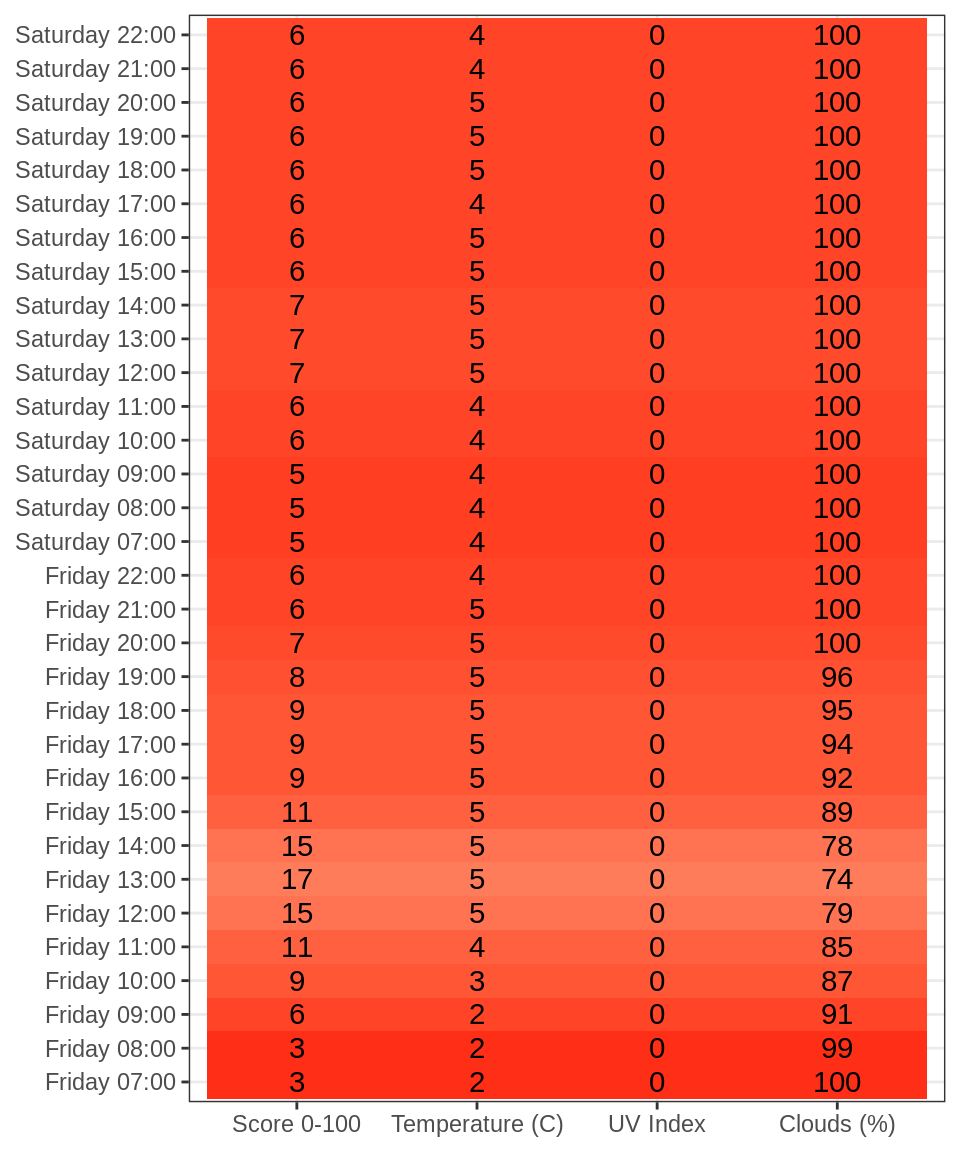 Saturday 22:00 6 4 0 100
Saturday 21:00 6 4 0 100
Saturday 20:00 6 5 0 100
Saturday 19:00 6 5 0 100
Saturday 18:00 6 5 0 100
Saturday 17:00 6 4 0 100
Saturday 16:00 6 5 0 100
Saturday 15:00 6 5 0 100
Saturday 14:00 7 5 0 100
Saturday 13:00 7 5 0 100
Saturday 12:00 7 5 0 100
Saturday 11:00 6 4 0 100
Saturday 10:00 6 4 0 100
Saturday 09:00 5 4 0 100
Saturday 08:00 5 4 0 100
Saturday 07:00 5 4 0 100
Friday 22:00 6 4 0 100
Friday 21:00 6 5 0 100
Friday 20:00 7 5 0 100
Friday 19:00 8 5 0 96
Friday 18:00 9 5 0 95
Friday 17:00 9 5 0 94
Friday 16:00 9 5 0 92
Friday 15:00 11 5 0 89
Friday 14:00 15 5 0 78
Friday 13:00 17 5 0 74
Friday 12:00 15 5 0 79
Friday 11:00 11 4 0 85
Friday 10:00 9 3 0 87
Friday 09:00 6 2 0 91
Friday 08:00 3 2 0 99
Friday 07:00 3 2 0 100
Score 0-100 Temperature (C) UV Index Clouds (%)